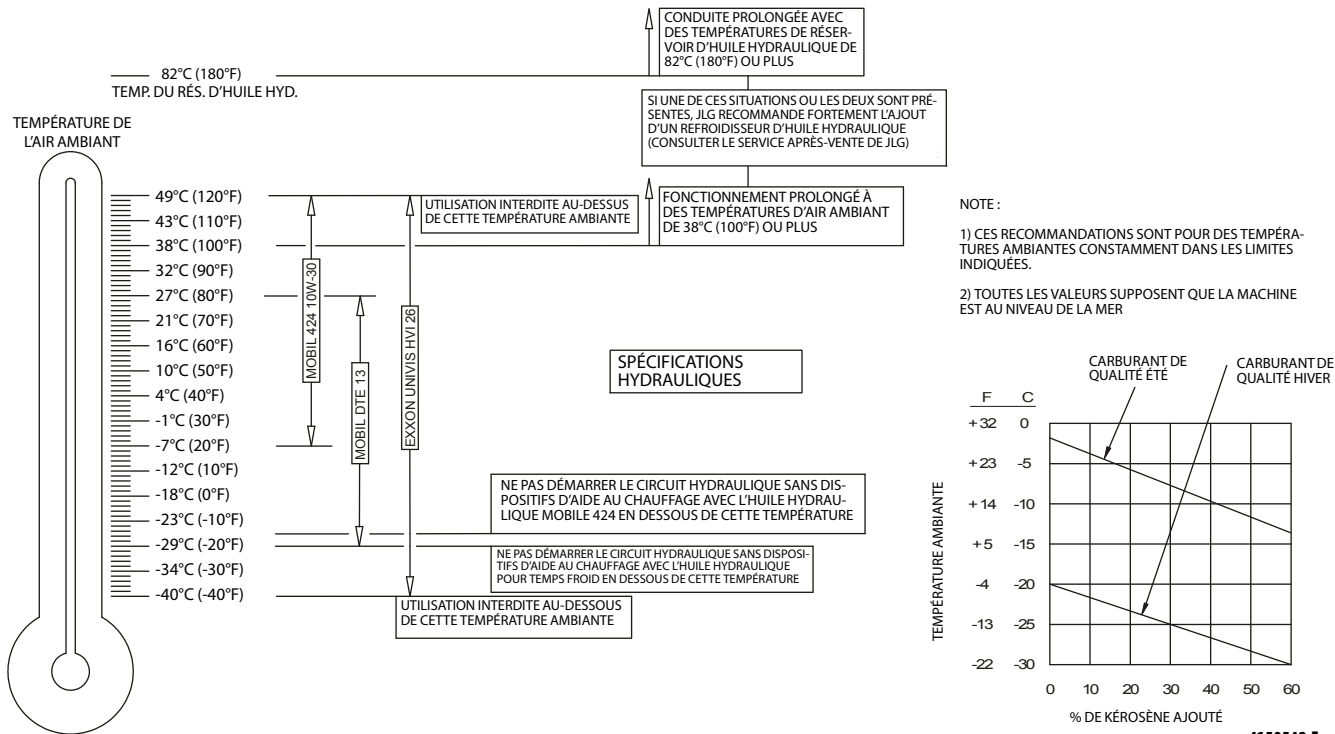 CONDUITE PROLONGÉE AVEC
DES TEMPÉRATURES DE RÉSER-
VOIR D'HUILE HYDRAULIQUE DE
82°C (180°F) OU PLUS
82°C (180°F)
TEMP. DU RÉS. D'HUILE HYD.
SI UNE DE CES SITUATIONS OU LES DEUX SONT PRÉ-
SENTES, JLG RECOMMANDE FORTEMENT L'AJOUT
D'UN REFROIDISSEUR D'HUILE HYDRAULIQUE
(CONSULTER LE SERVICE APRÈS-VENTE DE JLG)
TEMPÉRATURE DE
L'AIR AMBIANT
49°C (120°F)
43°C (110°F)
38°C (100°F)
32°C (90°F)
27°C (80°F)
21°C (70°F)
16°C (60°F)
10°C (50°F)
4°C (40°F)
-1°C (30°F)
-7°C (20°F)
-12°C (10°F)
-18°C (0°F)
-23°C (-10°F)
-29°C (-20°F)
-34°C (-30°F)
-40°C (-40°F)
MOBIL 424 10W-30
MOBIL DTE 13
EXXON UNIVIS HVI 26
UTILISATION INTERDITE AU-DESSUS
DE CETTE TEMPÉRATURE AMBIANTE
FONCTIONNEMENT PROLONGÉ À
DES TEMPÉRATURES D'AIR AMBIANT
DE 38°C (100°F) OU PLUS
SPÉCIFICATIONS
HYDRAULIQUES
NE PAS DÉMARRER LE CIRCUIT HYDRAULIQUE SANS DIS-
POSITIFS D'AIDE AU CHAUFFAGE AVEC L'HUILE HYDRAU-
LIQUE MOBILE 424 EN DESSOUS DE CETTE TEMPÉRATURE
NE PAS DÉMARRER LE CIRCUIT HYDRAULIQUE SANS DISPOSI-
TIFS D'AIDE AU CHAUFFAGE AVEC L'HUILE HYDRAULIQUE
POUR TEMPS FROID EN DESSOUS DE CETTE TEMPÉRATURE
UTILISATION INTERDITE AU-DESSOUS
DE CETTE TEMPÉRATURE AMBIANTE
NOTE :
1) CES RECOMMANDATIONS SONT POUR DES TEMPÉRA-
TURES AMBIANTES CONSTAMMENT DANS LES LIMITES
INDIQUÉES.
2) TOUTES LES VALEURS SUPPOSENT QUE LA MACHINE
EST AU NIVEAU DE LA MER
CARBURANT DE
QUALITÉ ÉTÉ
CARBURANT DE
QUALITÉ HIVER
F C
+32 0
+23 -5
+14 -10
+5 -15
-4 -20
-13 -25
-22 -30
TEMPÉRATURE AMBIANTE
0 10 20 30 40 50 60
% DE KÉROSÈNE AJOUTÉ